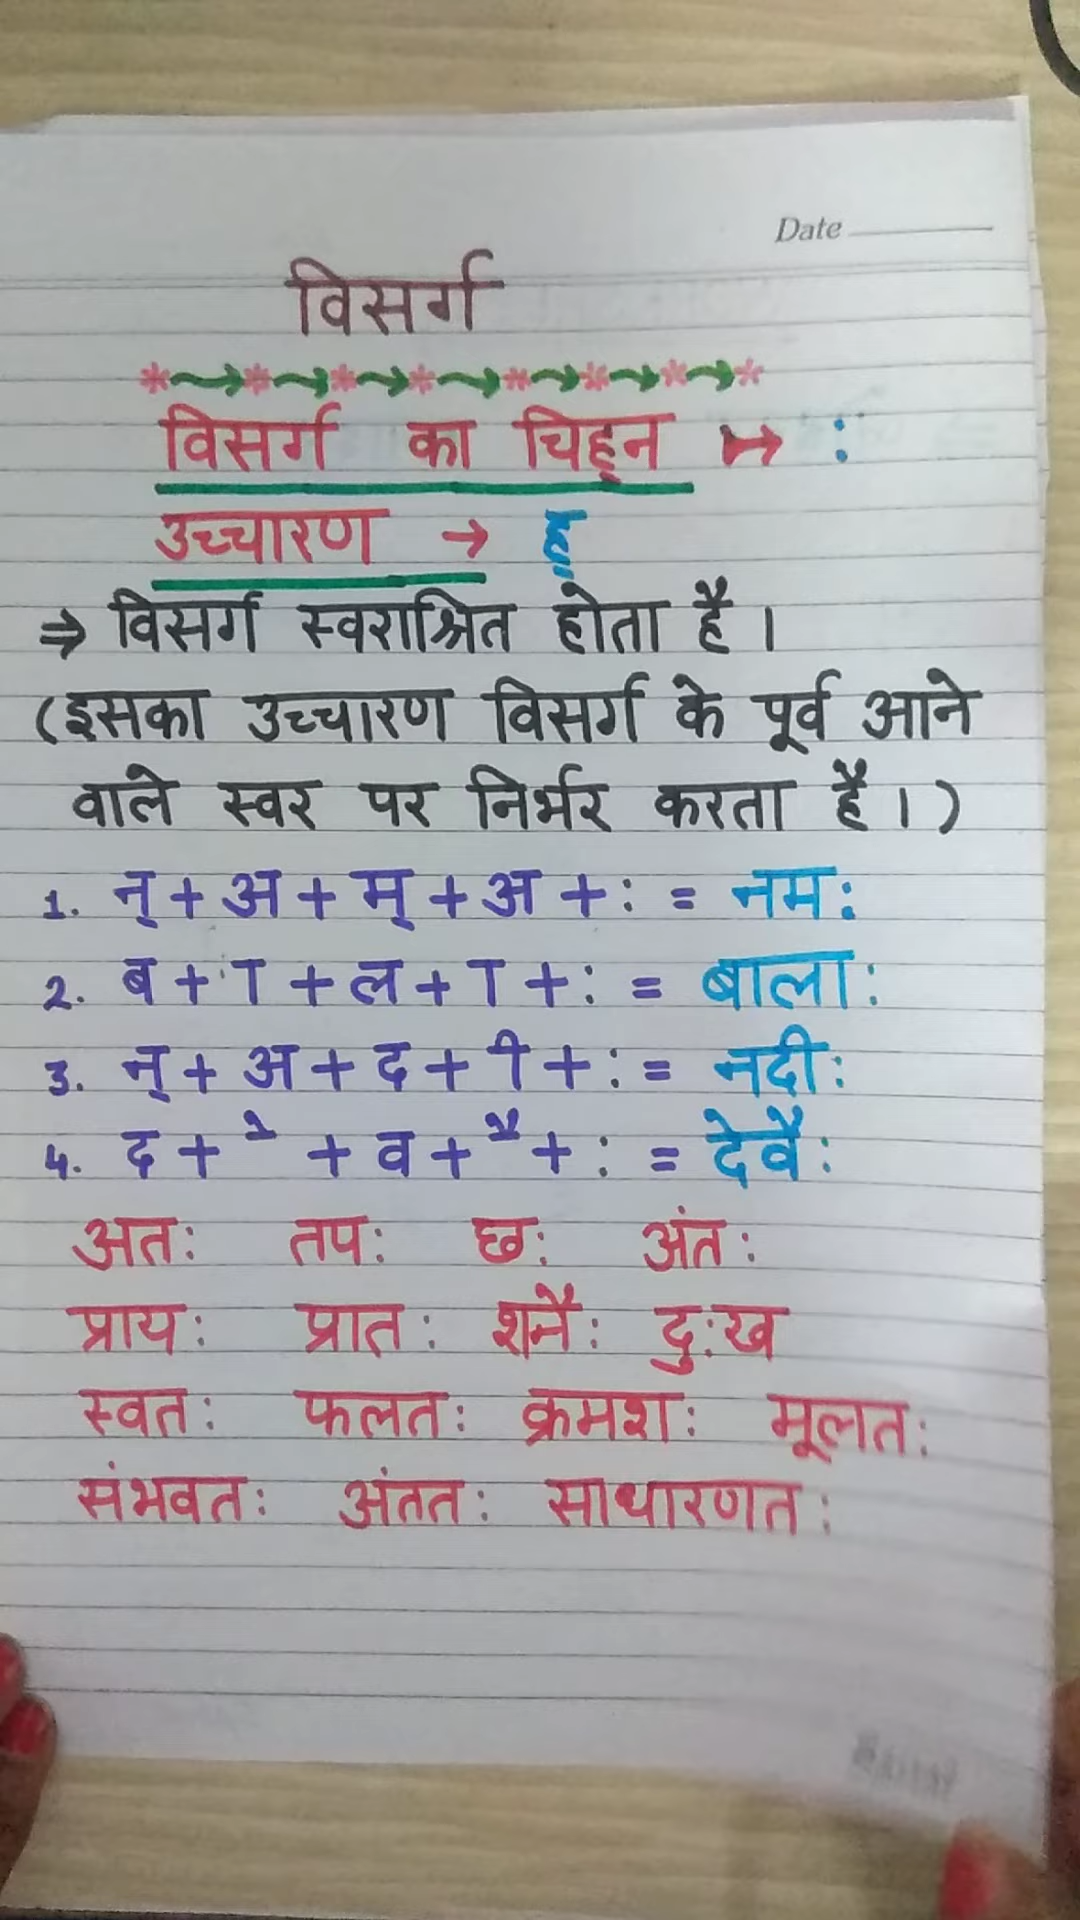 Date
विसर्ग
विसर्ग का चिह्न ↦ :
उच्चारण → ह्
⇒ विसर्ग स्वराश्रित होता है।
(इसका उच्चारण विसर्ग के पूर्व आने
वाले स्वर पर निर्भर करता है।)
1. न् + अ + म् + अ + : = नम:
2. ब + ा + ल + ा + : = बाला:
3. न् + अ + द + ी + : = नदी:
4. द + े + व + ै + : = देवै:
अत: तप: छ: अंत:
प्राय: प्रात: शनै: दु:ख
स्वत: फलत: क्रमश: मूलत:
संभवत: अंतत: साधारणत: